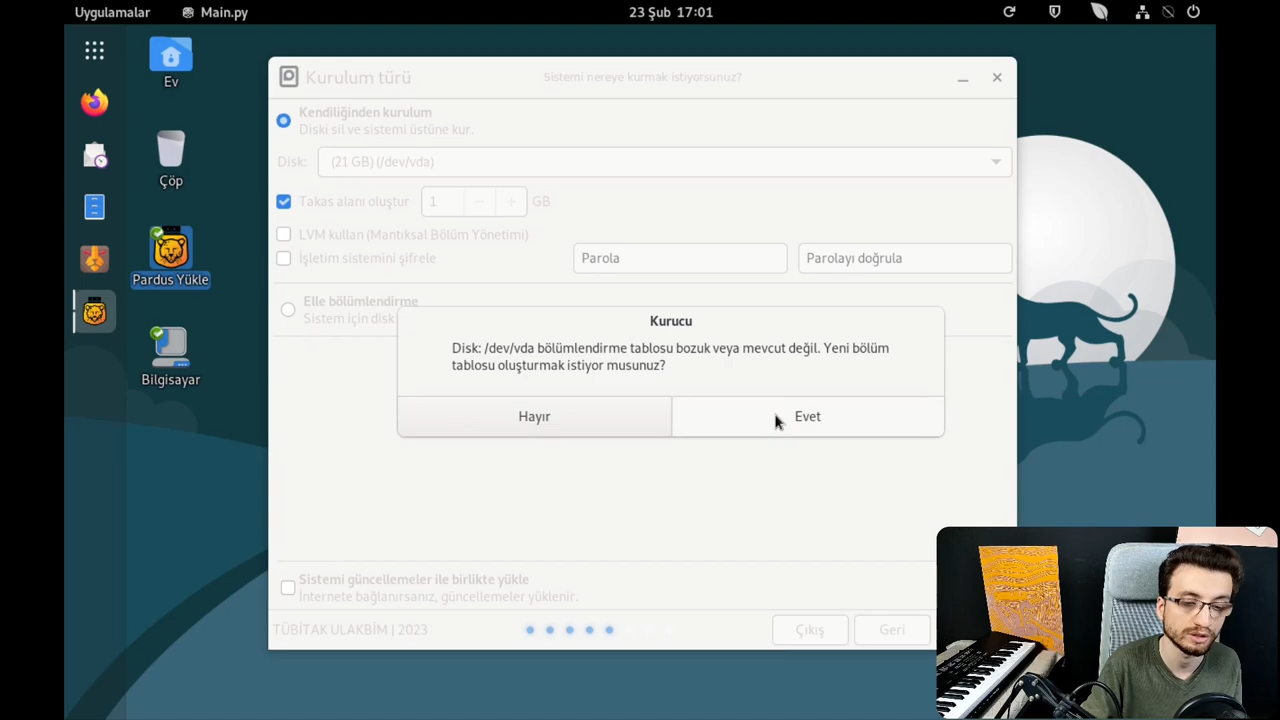 Uygulamalar
Main.py
23 Şub 17:01
Ev
Çöp
Pardus Yükle
Bilgisayar
Kurulum türü
Sistemi nereye kurmak istiyorsunuz?
Kendiliğinden kurulum
Diski sil ve sistemi üstüne kur.
Disk:
(21 GB) (/dev/vda)
Takas alanı oluştur
1
GB
LVM kullan (Mantıksal Bölüm Yönetimi)
İşletim sistemini şifrele
Parola
Parolayı doğrula
Elle bölümlendirme
Sistem için disk
Kurucu
Disk: /dev/vda bölümlendirme tablosu bozuk veya mevcut değil. Yeni bölüm
tablosu oluşturmak istiyor musunuz?
Hayır
Evet
Sistemi güncellemeler ile birlikte yükle
İnternete bağlanırsanız, güncellemeler yüklenir.
TÜBİTAK ULAKBİM | 2023
Çıkış
Geri